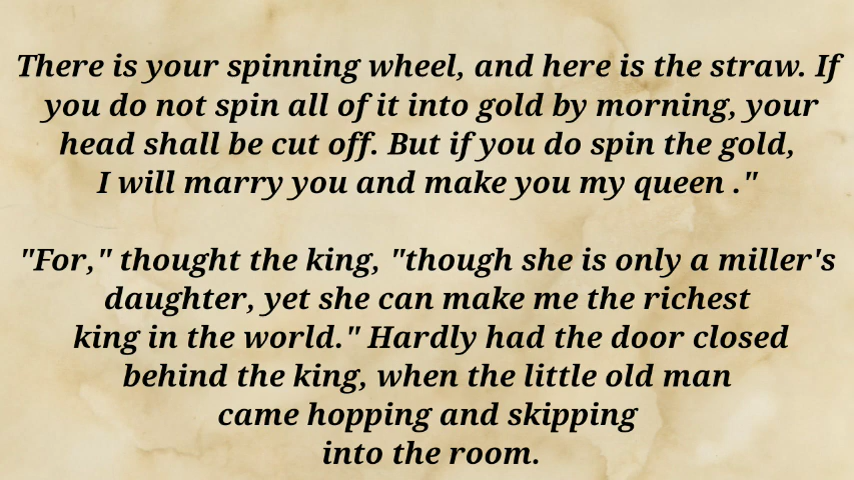 There is your spinning wheel, and here is the straw. If
you do not spin all of it into gold by morning, your
head shall be cut off. But if you do spin the gold,
I will marry you and make you my queen ."
"For," thought the king, "though she is only a miller's
daughter, yet she can make me the richest
king in the world." Hardly had the door closed
behind the king, when the little old man
came hopping and skipping
into the room.